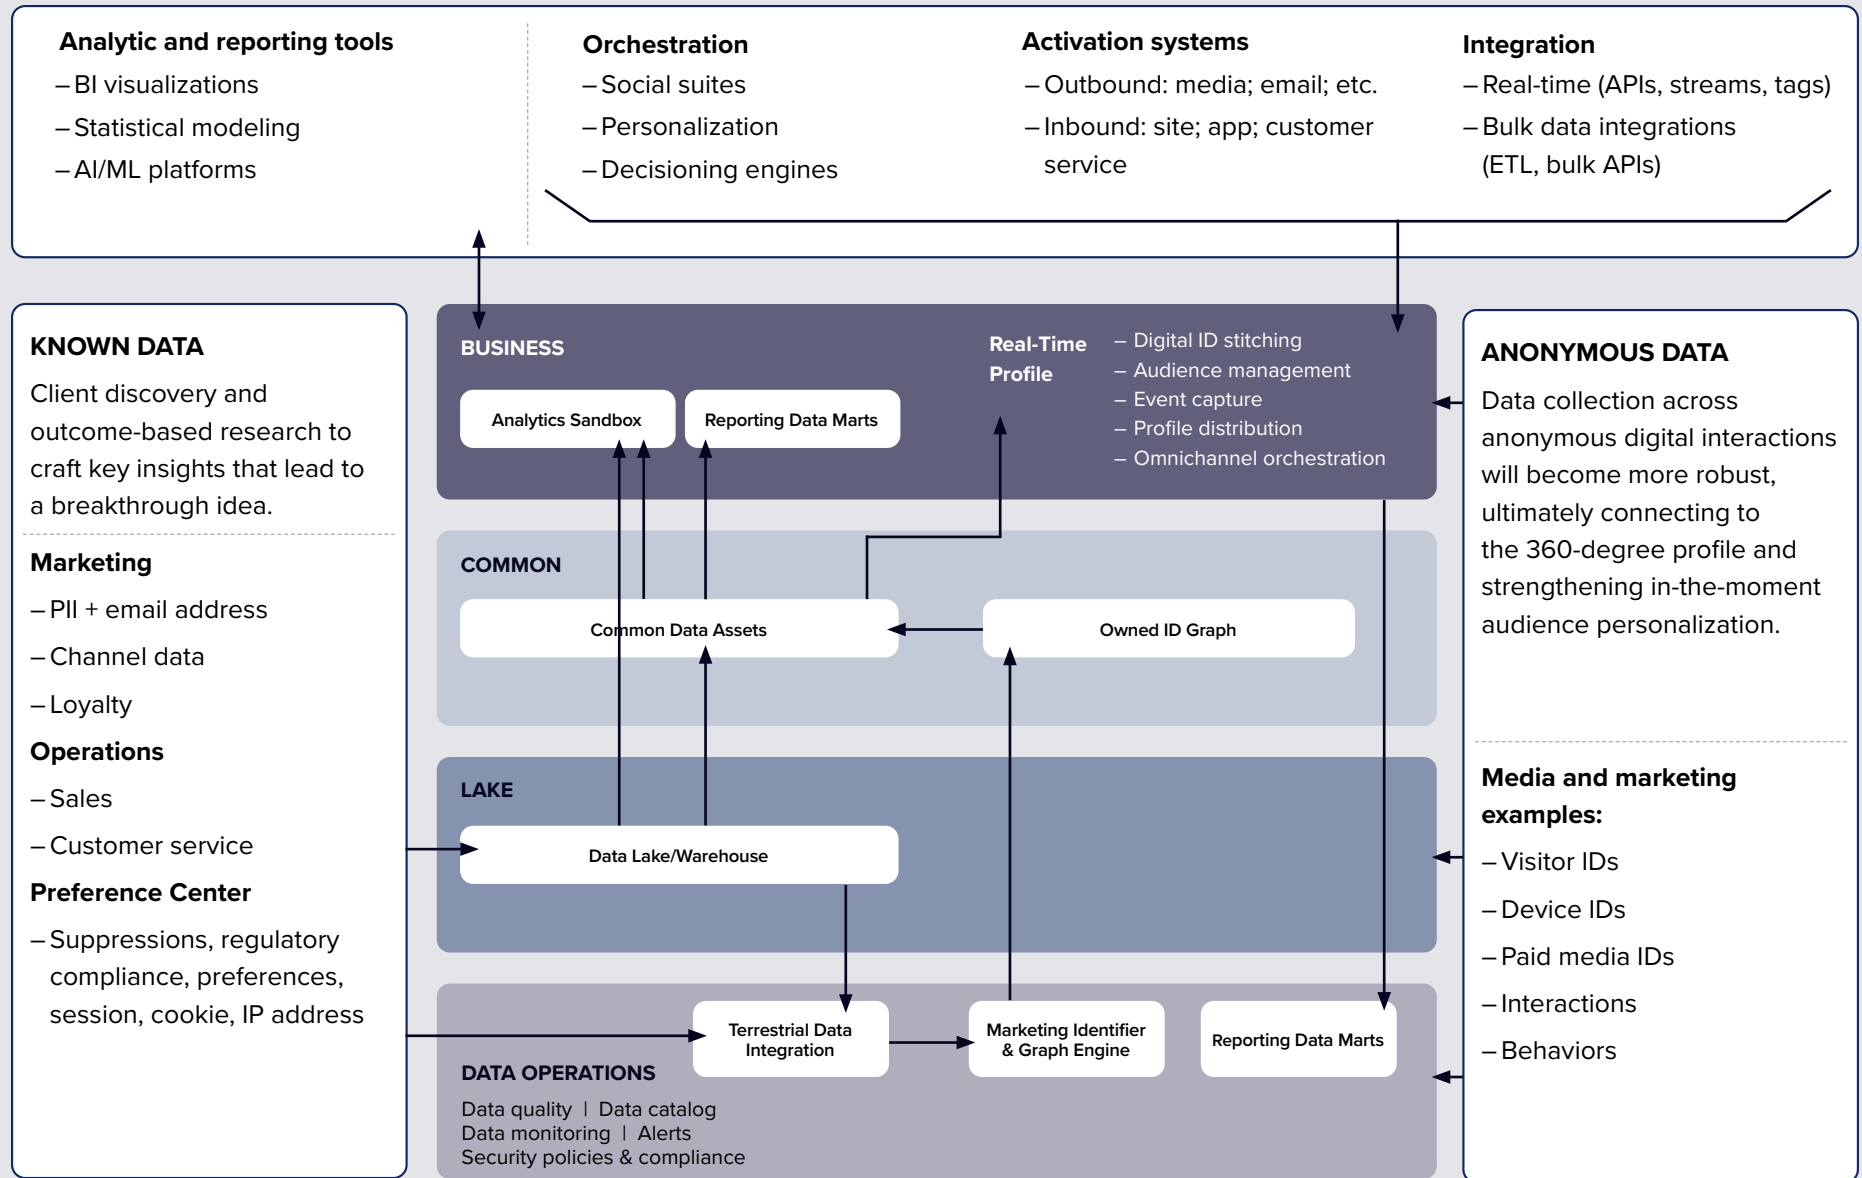 Analytic and reporting tools
– BI visualizations
– Statistical modeling
– AI/ML platforms
Orchestration
– Social suites
– Personalization
– Decisioning engines
Activation systems
– Outbound: media; email; etc.
– Inbound: site; app; customer
service
Integration
– Real-time (APIs, streams, tags)
– Bulk data integrations
(ETL, bulk APIs)
KNOWN DATA
Client discovery and
outcome-based research to
craft key insights that lead to
a breakthrough idea.
Marketing
– PII + email address
– Channel data
– Loyalty
Operations
– Sales
– Customer service
Preference Center
– Suppressions, regulatory
compliance, preferences,
session, cookie, IP address
BUSINESS
Analytics Sandbox
Reporting Data Marts
Real-Time
Profile
– Digital ID stitching
– Audience management
– Event capture
– Profile distribution
– Omnichannel orchestration
COMMON
Common Data Assets
Owned ID Graph
LAKE
Data Lake/Warehouse
Terrestrial Data
Integration
Marketing Identifier
& Graph Engine
Reporting Data Marts
DATA OPERATIONS
Data quality | Data catalog
Data monitoring | Alerts
Security policies & compliance
ANONYMOUS DATA
Data collection across
anonymous digital interactions
will become more robust,
ultimately connecting to
the 360-degree profile and
strengthening in-the-moment
audience personalization.
Media and marketing
examples:
– Visitor IDs
– Device IDs
– Paid media IDs
– Interactions
– Behaviors